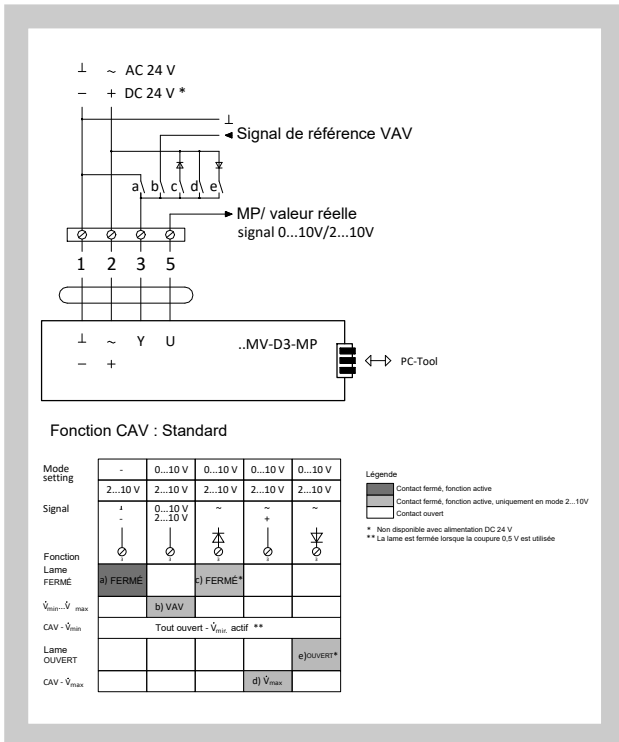 ⊥ ~ AC 24 V
− + DC 24 V *
⊥
Signal de référence VAV
a b c d e
MP/ valeur réelle
signal 0...10V/2...10V
1 2 3 5
⊥ ~ Y U ..MV-D3-MP
− +
PC-Tool
Fonction CAV : Standard
Mode setting - 0...10 V 0...10 V 0...10 V 0...10 V
2...10 V 2...10 V 2...10 V 2...10 V 2...10 V
Signal ⊥ 0...10 V ~ ~ ~
- 2...10 V +
3 3 3 3 3
Fonction
Lame FERMÉ a) FERMÉ c) FERMÉ*
V̇min...V̇ max b) VAV
CAV - V̇min Tout ouvert - V̇min, actif **
Lame OUVERT e)OUVERT*
CAV - V̇max d) V̇max
Légende
Contact fermé, fonction active
Contact fermé, fonction active, uniquement en mode 2...10V
Contact ouvert
* Non disponible avec alimentation DC 24 V
** La lame est fermée lorsque la coupure 0,5 V est utilisée